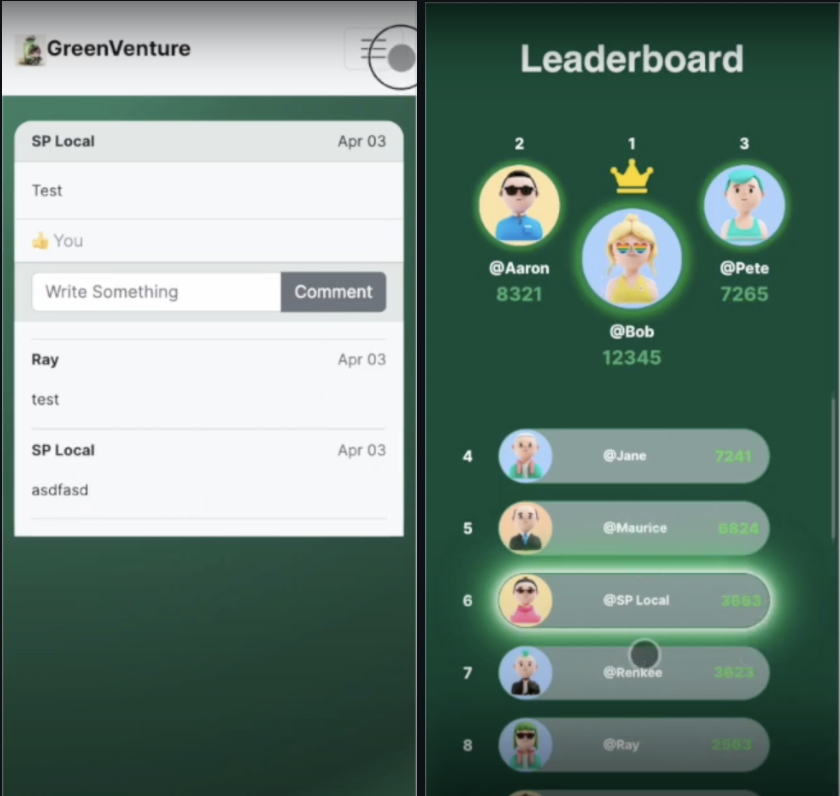 GreenVenture
SP Local Apr 03
Test
👍 You
Write Something Comment
Ray Apr 03
test
SP Local Apr 03
asdfasd
Leaderboard
2 1 3
@Aaron @Pete
8321 7265
@Bob
12345
4 @Jane 7241
5 @Maurice 6824
6 @SP Local
7 @Renkee 3623
8 @Ray 2563